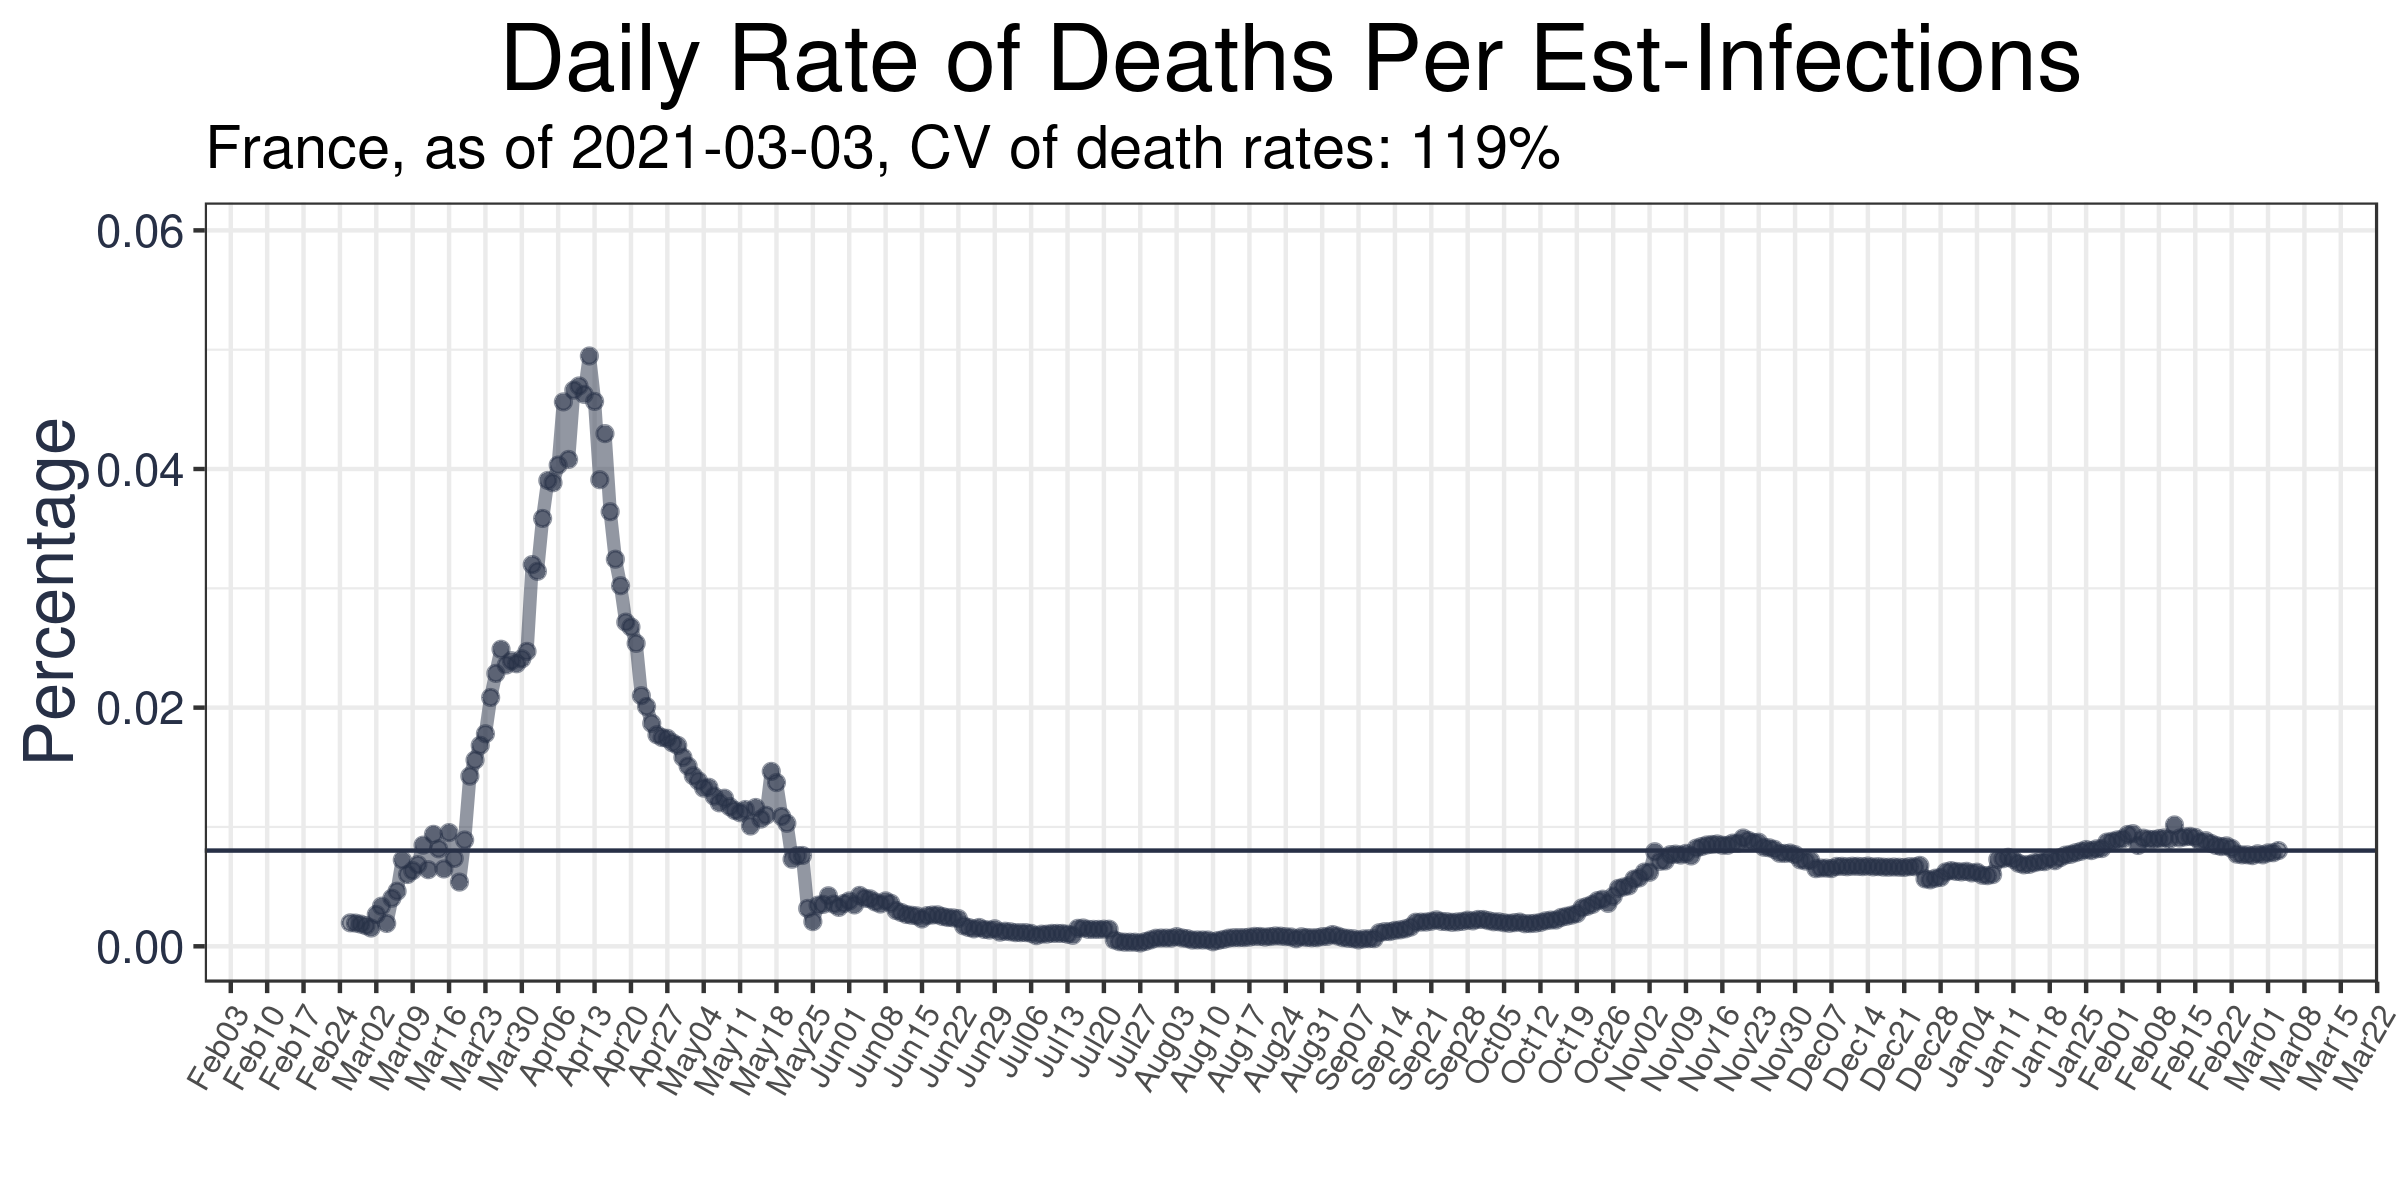 Daily Rate of Deaths Per Est-Infections
France, as of 2021-03-03, CV of death rates: 119%
Percentage
0.06
0.04
0.02
0.00
Feb03
Feb10
Feb17
Feb24
Mar02
Mar09
Mar16
Mar23
Mar30
Apr06
Apr13
Apr20
Apr27
May04
May11
May18
May25
Jun01
Jun08
Jun15
Jun22
Jun29
Jul06
Jul13
Jul20
Jul27
Aug03
Aug10
Aug17
Aug24
Aug31
Sep07
Sep14
Sep21
Sep28
Oct05
Oct12
Oct19
Oct26
Nov02
Nov09
Nov16
Nov23
Nov30
Dec07
Dec14
Dec21
Dec28
Jan04
Jan11
Jan18
Jan25
Feb01
Feb08
Feb15
Feb22
Mar01
Mar08
Mar15
Mar22